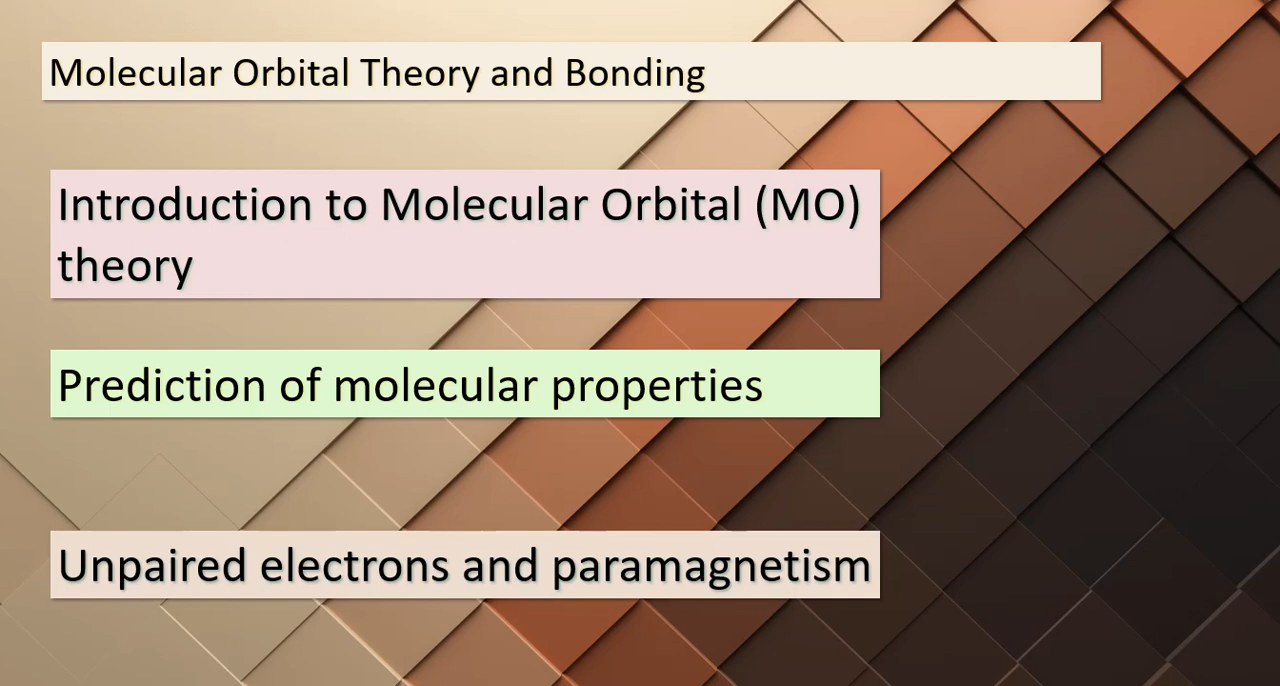 Molecular Orbital Theory and Bonding
Introduction to Molecular Orbital (MO)
theory
Prediction of molecular properties
Unpaired electrons and paramagnetism